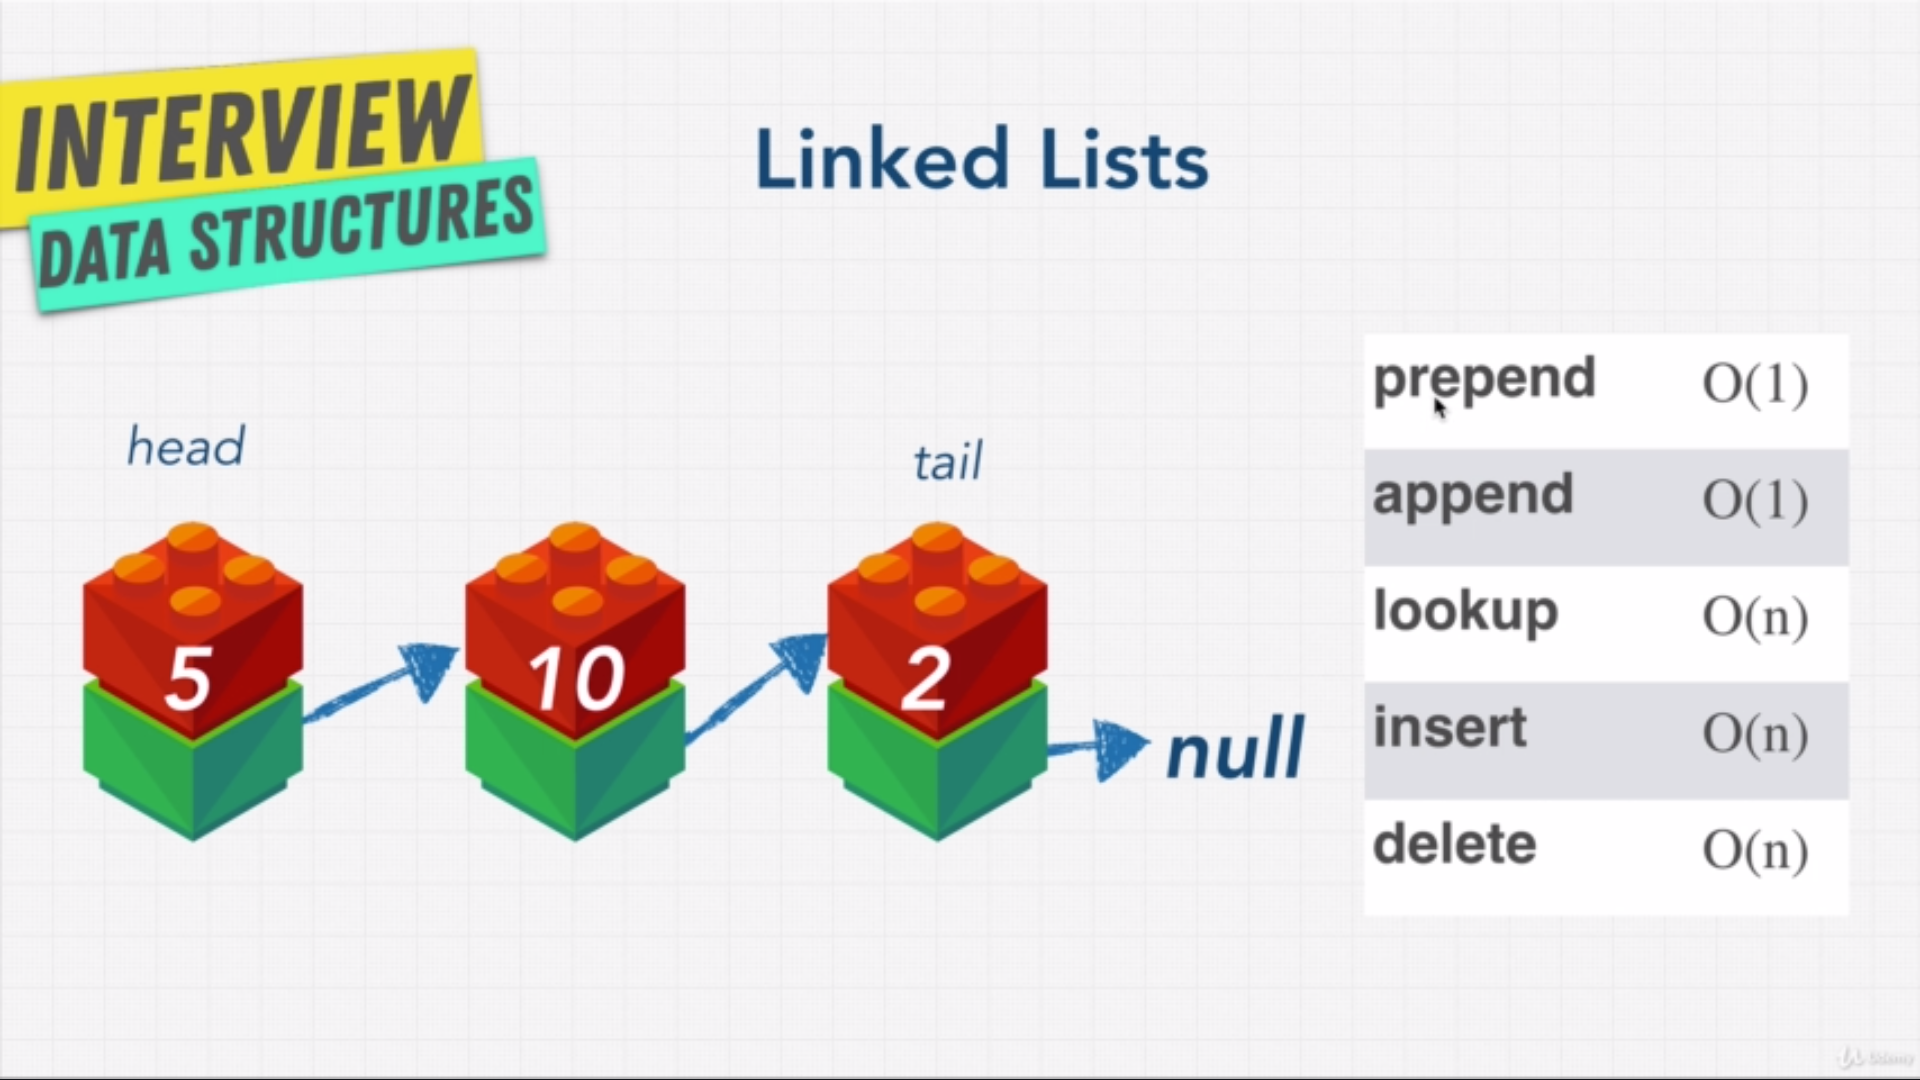 INTERVIEW
DATA STRUCTURES
Linked Lists
head
tail
5
10
2
null
prepend O(1)
append O(1)
lookup O(n)
insert O(n)
delete O(n)
Udemy